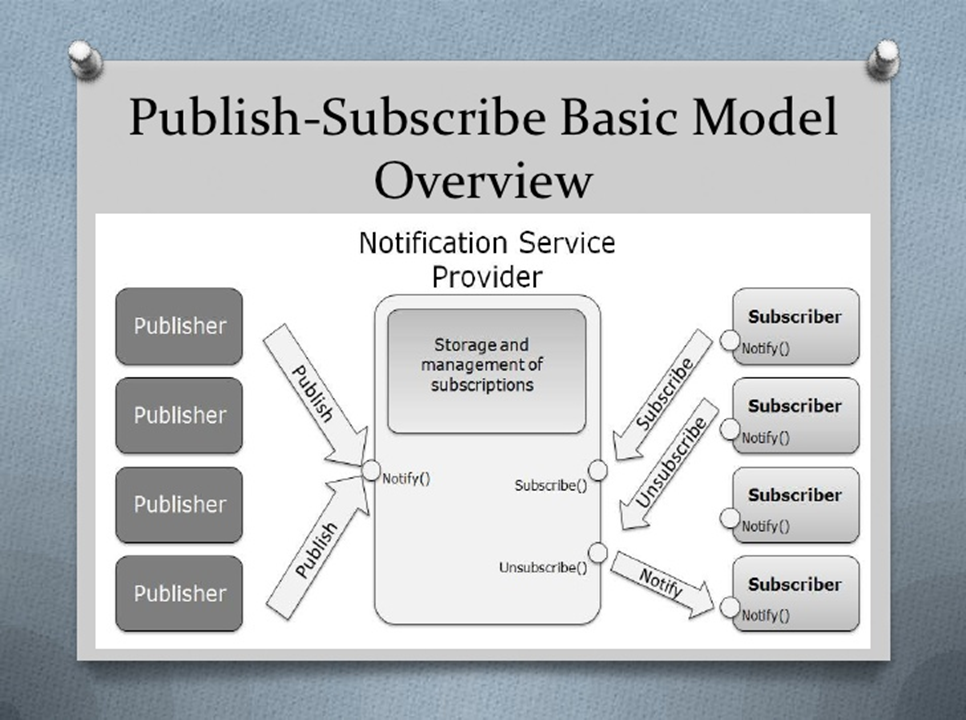 Publish-Subscribe Basic Model
Overview
Notification Service
Provider
Publisher
Publisher
Publisher
Publisher
Publish
Publish
Storage and
management of
subscriptions
Notify()
Subscribe()
Unsubscribe()
Subscribe
Unsubscribe
Notify
Subscriber
Notify()
Subscriber
Notify()
Subscriber
Notify()
Subscriber
Notify()